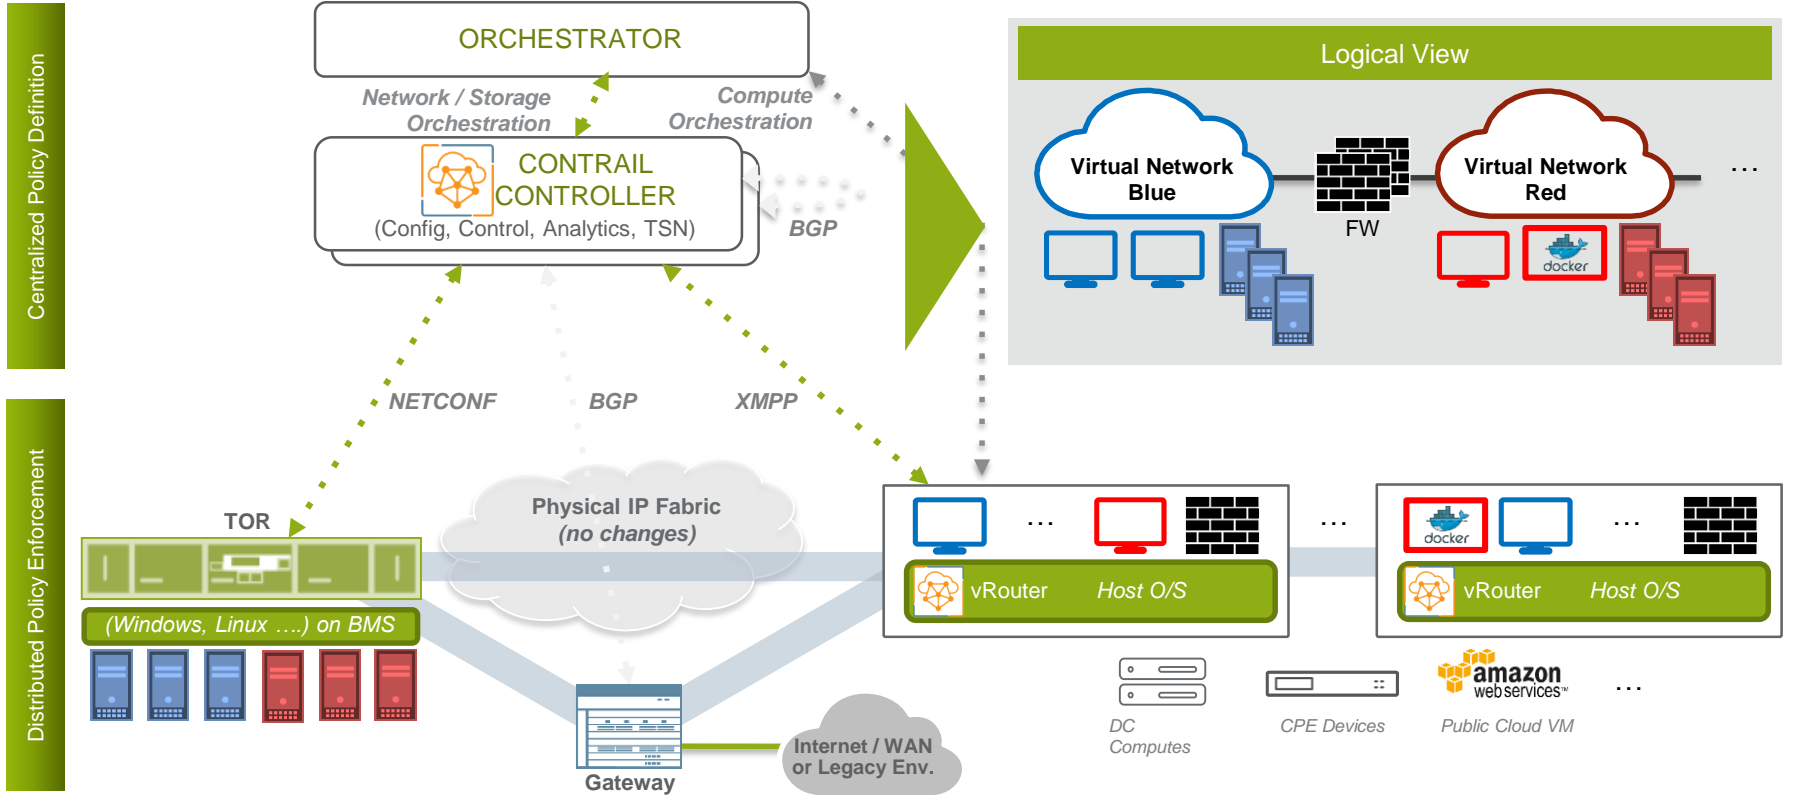 Centralized Policy Definition
ORCHESTRATOR
Network / Storage
Orchestration
Compute
Orchestration
CONTRAIL
CONTROLLER
(Config, Control, Analytics, TSN)
BGP
Logical View
Virtual Network
Blue
FW
Virtual Network
Red
...
docker
NETCONF
BGP
XMPP
Distributed Policy Enforcement
TOR
(Windows, Linux ....) on BMS
Physical IP Fabric
(no changes)
Gateway
Internet / WAN
or Legacy Env.
...
vRouter Host O/S
...
docker
...
vRouter Host O/S
DC
Computes
CPE Devices
amazon
web services™
Public Cloud VM
...